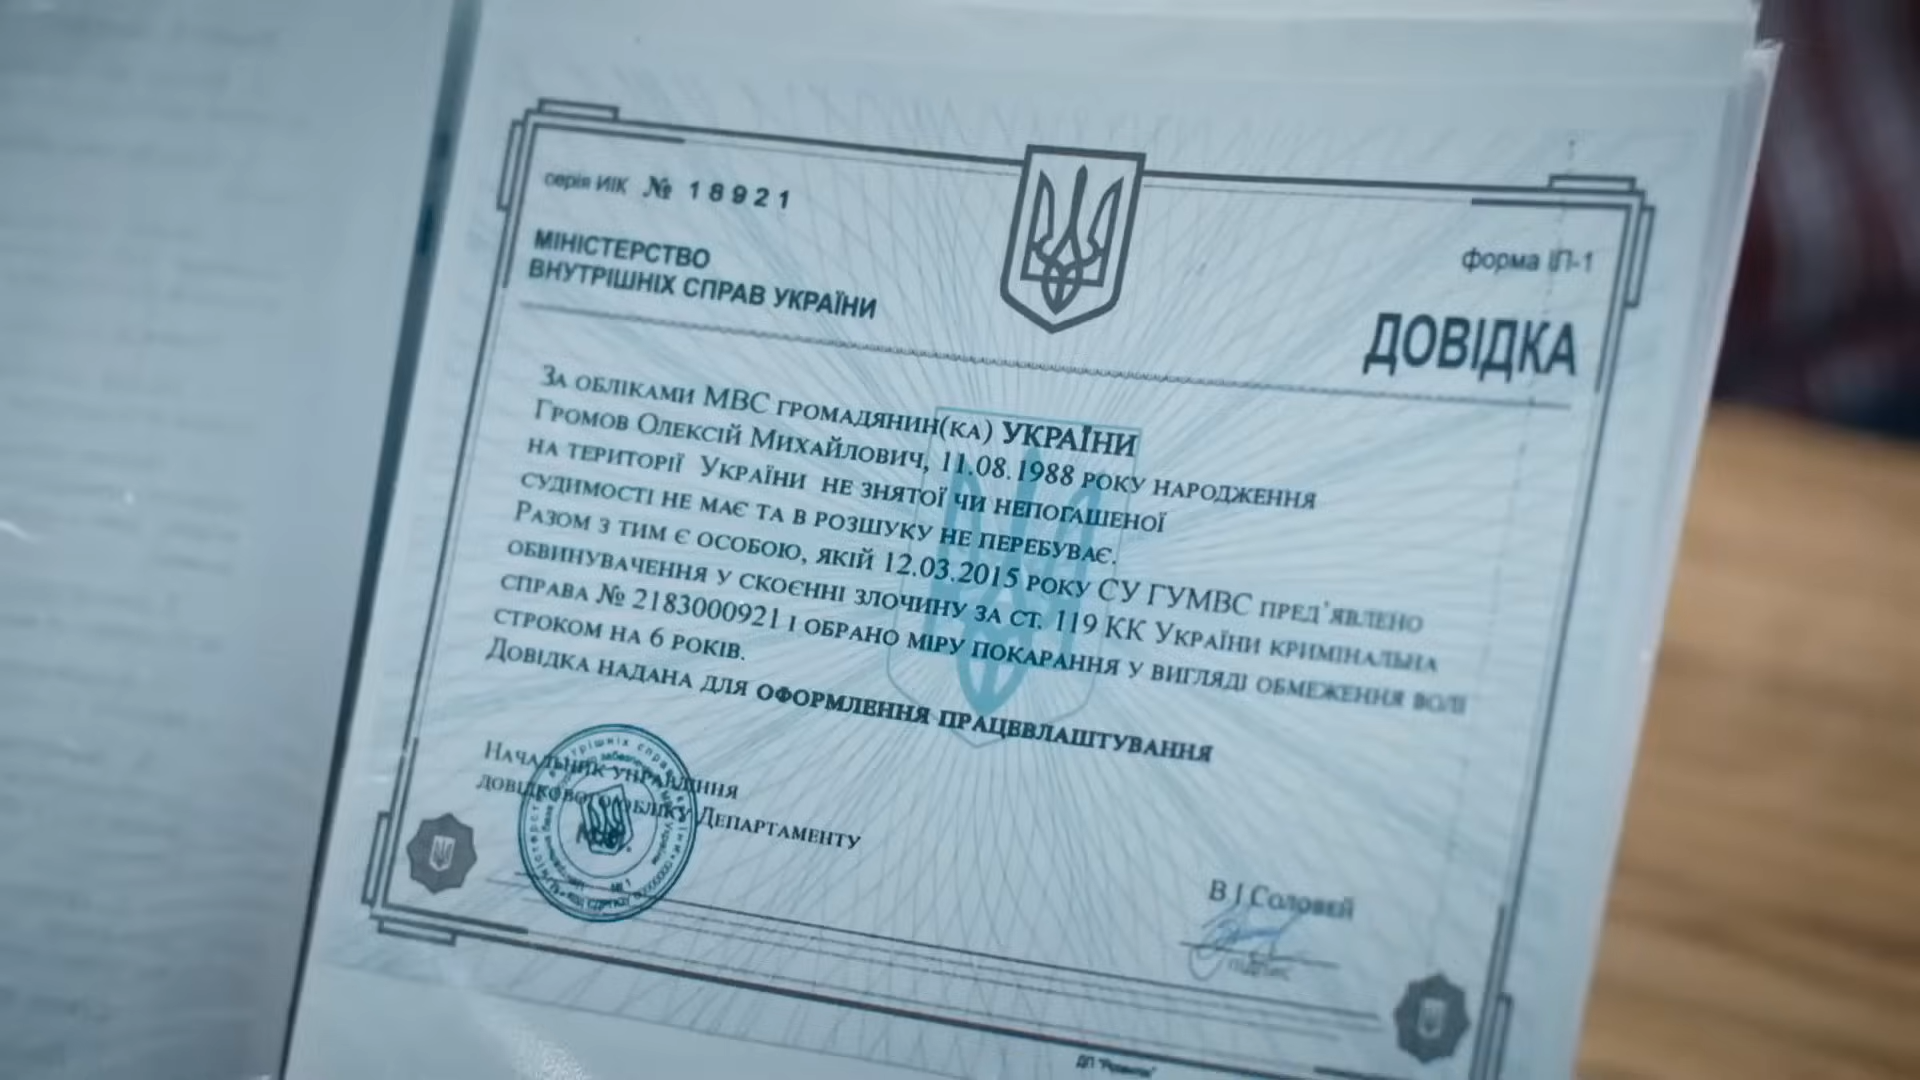 серія ИІК № 18921
форма ІП-1
МІНІСТЕРСТВО
ВНУТРІШНІХ СПРАВ УКРАЇНИ
ДОВІДКА
За обліками МВС громадянин(ка) УКРАЇНИ
Громов Олексій Михайлович, 11.08.1988 року народження
на території України не знятої чи непогашеної
судимості не має та в розшуку не перебуває.
Разом з тим є особою, якій 12.03.2015 року СУ ГУМВС пред'явлено
обвинувачення у скоєнні злочину за ст. 119 КК України кримінальна
справа № 2183000921 і обрано міру покарання у вигляді обмеження волі
строком на 6 років.
Довідка надана для оформлення працевлаштування
Начальник управління
довідкового обліку Департаменту
В І Соловей
підпис